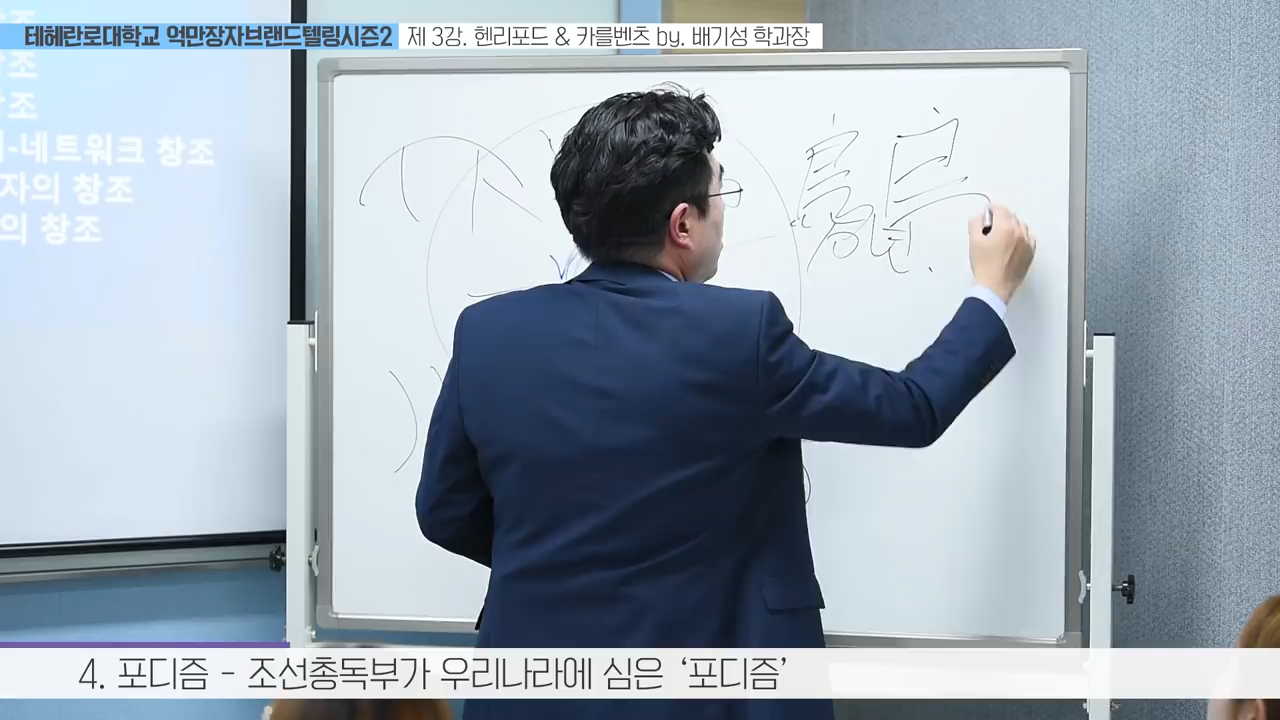 테헤란로대학교 억만장자브랜드텔링시즌2 제 3강. 헨리포드 & 카를벤츠 by. 배기성 학과장
창조
창조
-네트워크 창조
자의 창조
의 창조
4. 포디즘 - 조선총독부가 우리나라에 심은 ‘포디즘’